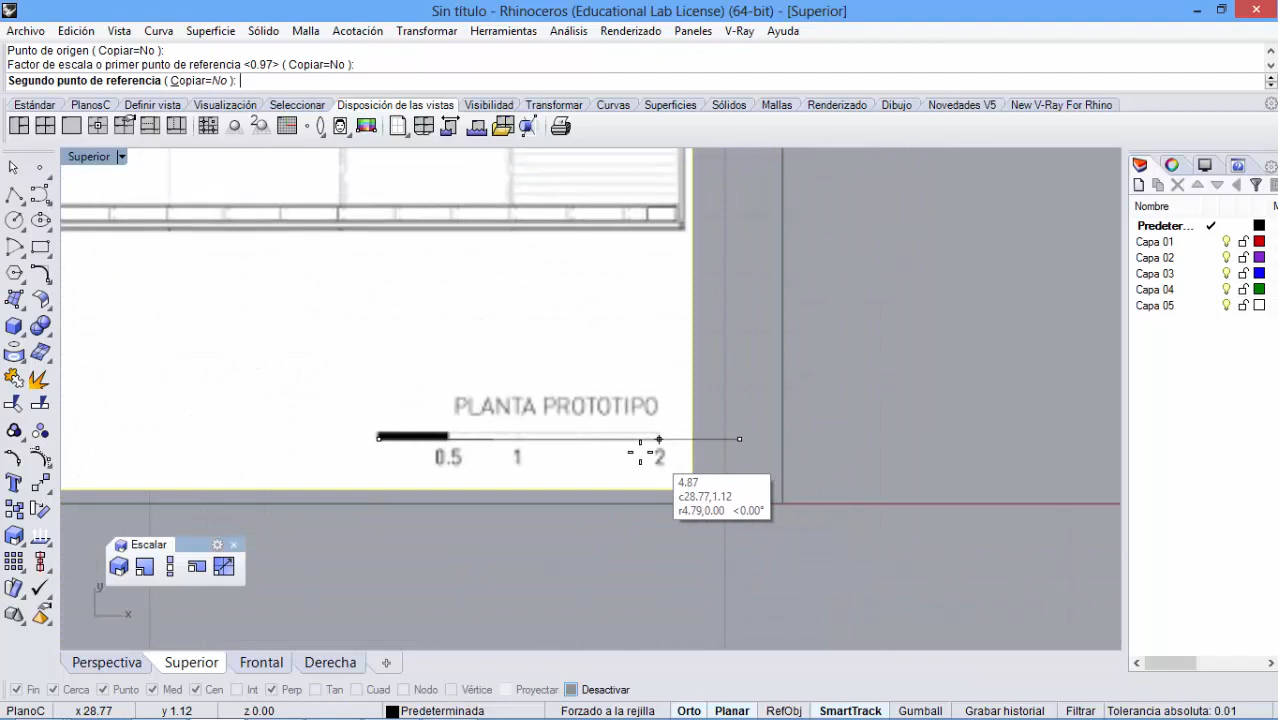 Sin título - Rhinoceros (Educational Lab License) (64-bit) - [Superior]
Archivo Edición Vista Curva Superficie Sólido Malla Acotación Transformar Herramientas Análisis Renderizado Paneles V-Ray Ayuda
Punto de origen ( Copiar=No ):
Factor de escala o primer punto de referencia <0.97> ( Copiar=No ):
Segundo punto de referencia ( Copiar=No ):
Estándar PlanosC Definir vista Visualización Seleccionar Disposición de las vistas Visibilidad Transformar Curvas Superficies Sólidos Mallas Renderizado Dibujo Novedades V5 New V-Ray For Rhino
Superior
Nombre
Predeter...
Capa 01
Capa 02
Capa 03
Capa 04
Capa 05
PLANTA PROTOTIPO
0.5 1 2
4.87
c28.77,1.12
r4.79,0.00 <0.00°
Escalar
y
x
Perspectiva Superior Frontal Derecha
Fin Cerca Punto Med Cen Int Perp Tan Cuad Nodo Vértice Proyectar Desactivar
PlanoC x 28.77 y 1.12 z 0.00 Predeterminada Forzado a la rejilla Orto Planar RefObj SmartTrack Gumball Grabar historial Filtrar Tolerancia absoluta: 0.01